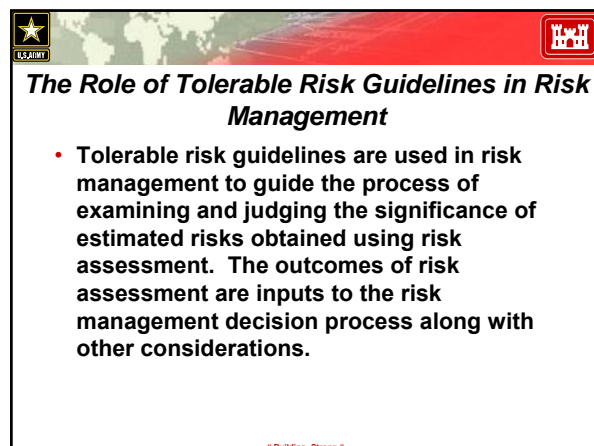 U.S.ARMY
The Role of Tolerable Risk Guidelines in Risk
Management
• Tolerable risk guidelines are used in risk
management to guide the process of
examining and judging the significance of
estimated risks obtained using risk
assessment. The outcomes of risk
assessment are inputs to the risk
management decision process along with
other considerations.